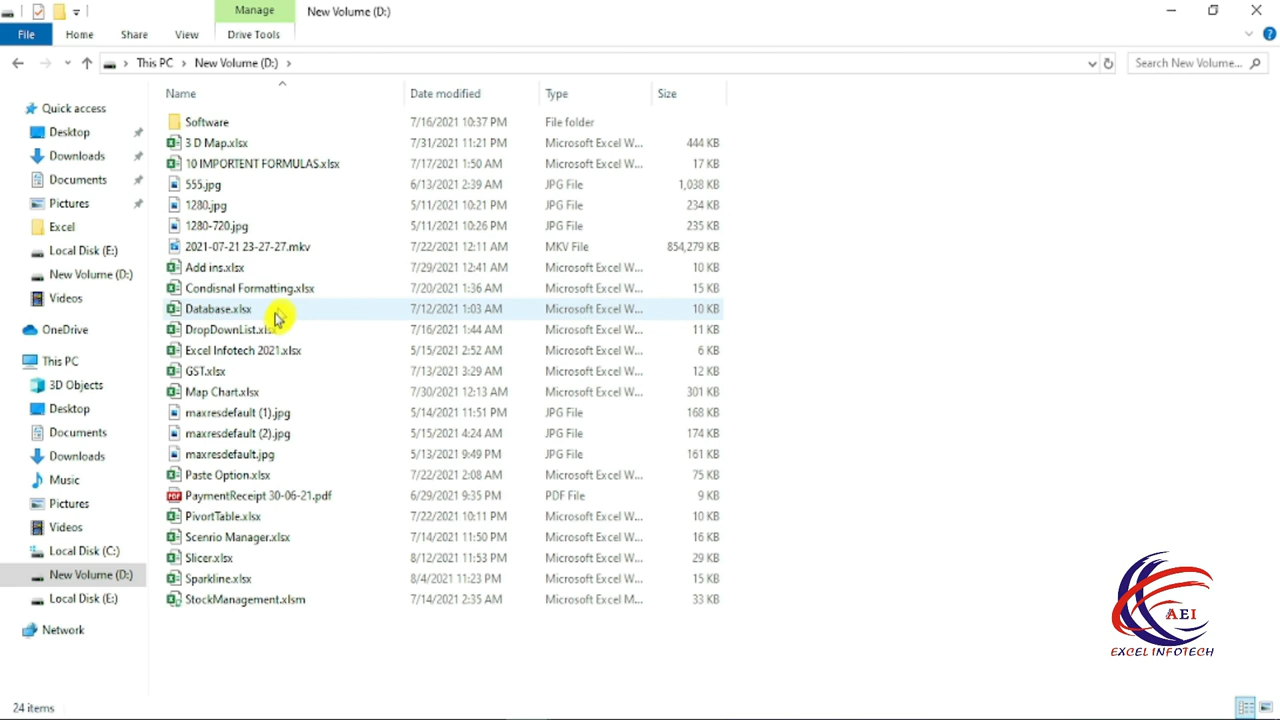 Manage
New Volume (D:)
File
Home
Share
View
Drive Tools
This PC
New Volume (D:)
Search New Volume...
Name
Date modified
Type
Size
Quick access
Desktop
Downloads
Documents
Pictures
Excel
Local Disk (E:)
New Volume (D:)
Videos
OneDrive
This PC
3D Objects
Desktop
Documents
Downloads
Music
Pictures
Videos
Local Disk (C:)
New Volume (D:)
Local Disk (E:)
Network
Software 7/16/2021 10:37 PM File folder
3 D Map.xlsx 7/31/2021 11:21 PM Microsoft Excel W... 444 KB
10 IMPORTENT FORMULAS.xlsx 7/17/2021 1:50 AM Microsoft Excel W... 17 KB
555.jpg 6/13/2021 2:39 AM JPG File 1,038 KB
1280.jpg 5/11/2021 10:21 PM JPG File 234 KB
1280-720.jpg 5/11/2021 10:26 PM JPG File 235 KB
2021-07-21 23-27-27.mkv 7/22/2021 12:11 AM MKV File 854,279 KB
Add ins.xlsx 7/29/2021 12:41 AM Microsoft Excel W... 10 KB
Condisnal Formatting.xlsx 7/20/2021 1:36 AM Microsoft Excel W... 15 KB
Database.xlsx 7/12/2021 1:03 AM Microsoft Excel W... 10 KB
DropDownList.xlsx 7/16/2021 1:44 AM Microsoft Excel W... 11 KB
Excel Infotech 2021.xlsx 5/15/2021 2:52 AM Microsoft Excel W... 6 KB
GST.xlsx 7/13/2021 3:29 AM Microsoft Excel W... 12 KB
Map Chart.xlsx 7/30/2021 12:13 AM Microsoft Excel W... 301 KB
maxresdefault (1).jpg 5/14/2021 11:51 PM JPG File 168 KB
maxresdefault (2).jpg 5/15/2021 4:24 AM JPG File 174 KB
maxresdefault.jpg 5/13/2021 9:49 PM JPG File 161 KB
Paste Option.xlsx 7/22/2021 2:08 AM Microsoft Excel W... 75 KB
PaymentReceipt 30-06-21.pdf 6/29/2021 9:35 PM PDF File 9 KB
PivortTable.xlsx 7/22/2021 10:11 PM Microsoft Excel W... 10 KB
Scenrio Manager.xlsx 7/14/2021 11:50 PM Microsoft Excel W... 16 KB
Slicer.xlsx 8/12/2021 11:53 PM Microsoft Excel W... 29 KB
Sparkline.xlsx 8/4/2021 11:23 PM Microsoft Excel W... 15 KB
StockManagement.xlsm 7/14/2021 2:35 AM Microsoft Excel M... 33 KB
AEI
EXCEL INFOTECH
24 items